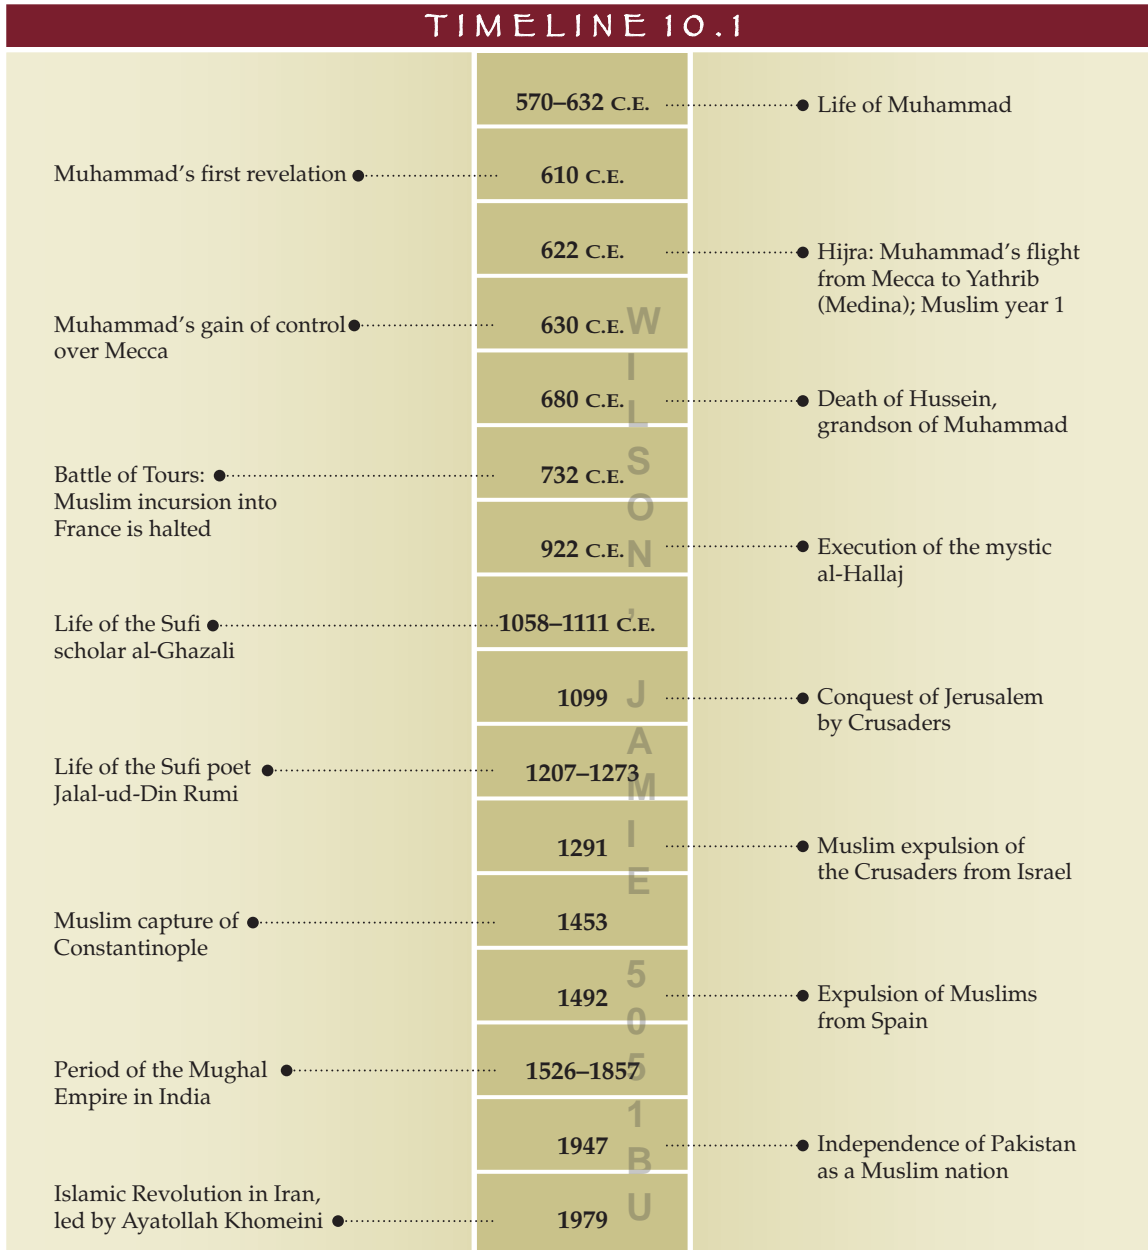 TIMELINE 10.1
570–632 C.E.
Life of Muhammad
Muhammad’s first revelation
610 C.E.
622 C.E.
Hijra: Muhammad’s flight
from Mecca to Yathrib
(Medina); Muslim year 1
Muhammad’s gain of control
over Mecca
630 C.E.
680 C.E.
Death of Hussein,
grandson of Muhammad
Battle of Tours:
Muslim incursion into
France is halted
732 C.E.
922 C.E.
Execution of the mystic
al-Hallaj
Life of the Sufi
scholar al-Ghazali
1058–1111 C.E.
1099
Conquest of Jerusalem
by Crusaders
Life of the Sufi poet
Jalal-ud-Din Rumi
1207–1273
1291
Muslim expulsion of
the Crusaders from Israel
Muslim capture of
Constantinople
1453
1492
Expulsion of Muslims
from Spain
Period of the Mughal
Empire in India
1526–1857
1947
Independence of Pakistan
as a Muslim nation
Islamic Revolution in Iran,
led by Ayatollah Khomeini
1979
WILSON, JAMIE 5051BU